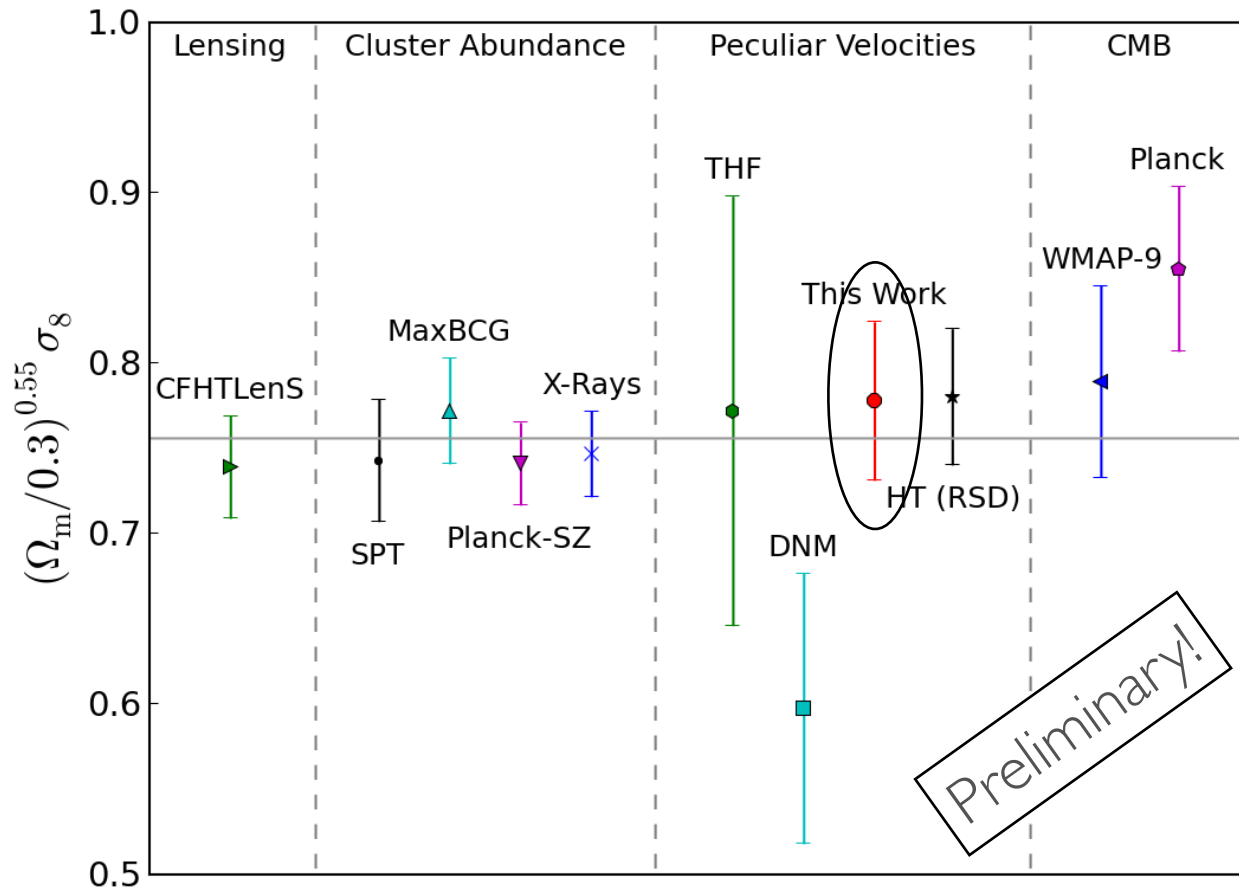 Lensing
Cluster Abundance
Peculiar Velocities
CMB
1.0
0.9
0.8
0.7
0.6
0.5
(Ωm/0.3)^0.55 σ8
CFHTLenS
SPT
MaxBCG
Planck-SZ
X-Rays
THF
DNM
This Work
HT (RSD)
WMAP-9
Planck
Preliminary!